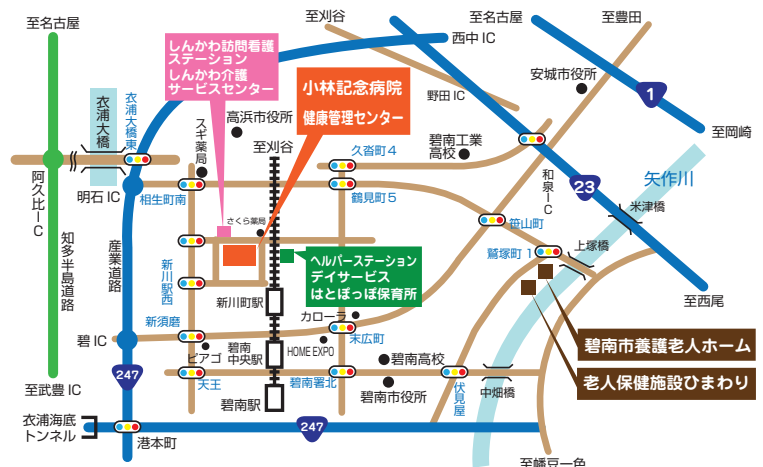 至名古屋
至刈谷
至名古屋
至豊田
西中 IC
しんかわ訪問看護
ステーション
しんかわ介護
サービスセンター
小林記念病院
健康管理センター
安城市役所
野田 IC
1
衣浦大橋
衣浦大橋東
スギ薬局
高浜市役所
至刈谷
久沓町4
碧南工業
高校
至岡崎
和泉IC
23
矢作川
阿久比IC
明石 IC
相生町南
鶴見町5
米津橋
さくら薬局
笹山町
鷲塚町 1
上塚橋
知多半島道路
産業道路
新川駅西
ヘルパーステーション
デイサービス
はとぽっぽ保育所
新川町駅
至西尾
カローラ
新須磨
碧 IC
ピアゴ
碧南
中央駅
HOME EXPO
末広町
碧南市養護老人ホーム
老人保健施設ひまわり
碧南高校
247
天王
碧南署北
碧南市役所
伏見屋
中畑橋
至武豊 IC
碧南駅
衣浦海底
トンネル
港本町
247
至幡豆一色